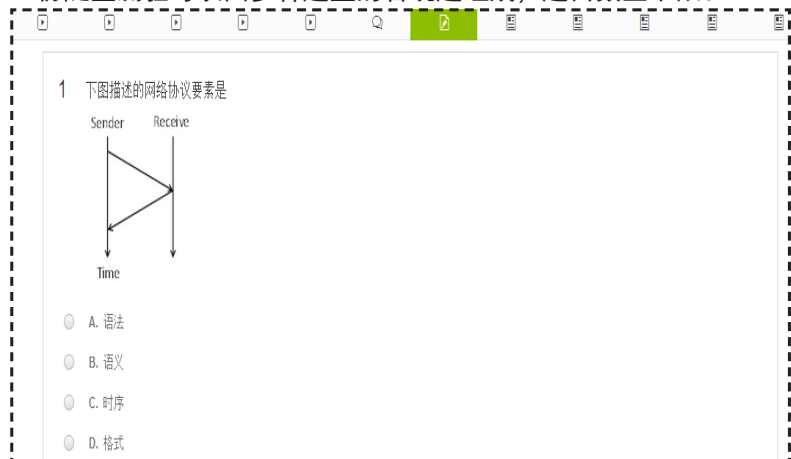 1 下图描述的网络协议要素是
Sender Receive
Time
A. 语法
B. 语义
C. 时序
D. 格式